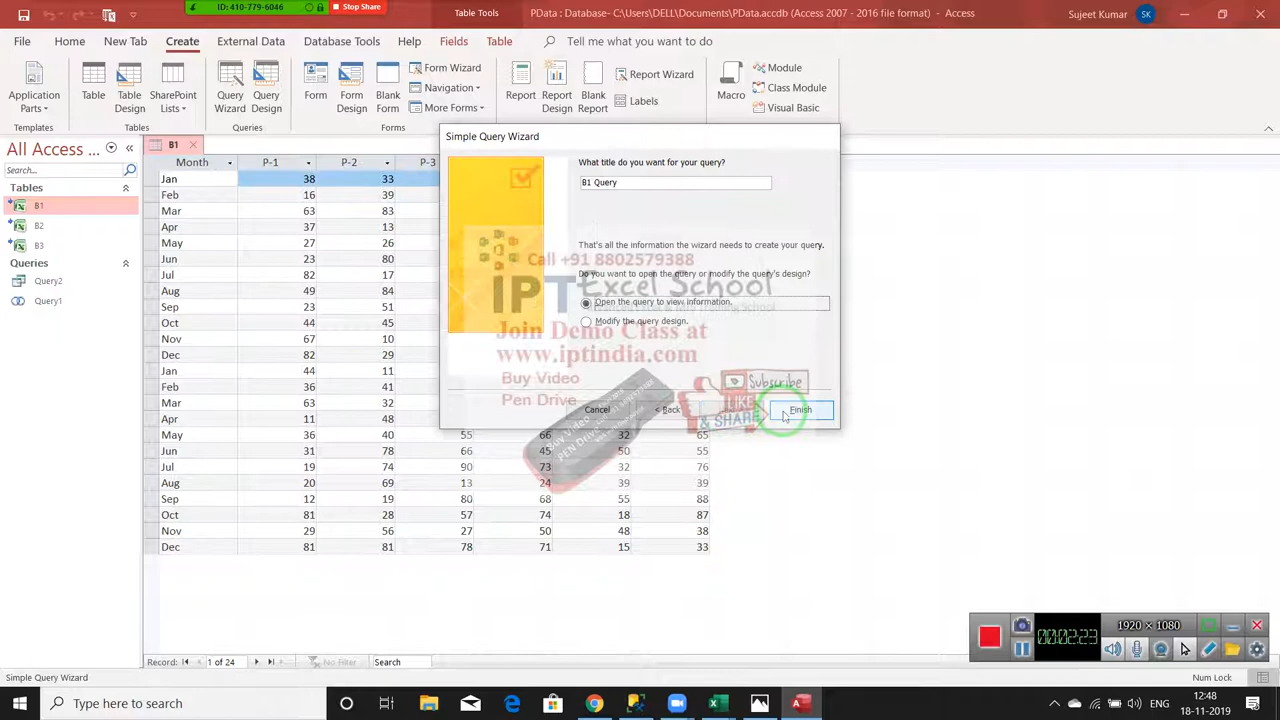 ID: 410-779-6046 Stop Share Table Tools PData : Database- C:\Users\DELL\Documents\PData.accdb (Access 2007 - 2016 file format) - Access Sujeet Kumar SK
File Home New Tab Create External Data Database Tools Help Fields Table Tell me what you want to do
Application Parts Table Table Design SharePoint Lists Query Wizard Query Design Form Form Design Blank Form Form Wizard Navigation More Forms Report Report Design Blank Report Report Wizard Labels Macro Module Class Module Visual Basic
Templates Tables Queries Forms
All Access ...
Search...
Tables
B1
B2
B3
Queries
Query2
Query1
B1
Month P-1 P-2 P-3
Jan 38 33
Feb 16 39
Mar 63 83
Apr 37 13
May 27 26
Jun 23 80
Jul 82 17
Aug 49 84
Sep 23 51
Oct 44 45
Nov 67 10
Dec 82 29
Jan 44 11
Feb 36 41
Mar 38
Apr 11 68
May 36 40 55 66 32 65
Jun 31 78 66 45 50 55
Jul 19 74 90 73 32 76
Aug 20 69 13 24 39 39
Sep 12 19 80 68 55 88
Oct 81 28 57 74 18 87
Nov 29 56 27 50 48 38
Dec 81 81 78 71 15 33
Simple Query Wizard
What title do you want for your query?
B1 Query
That's all the information the wizard needs to create your query.
Do you want to open the query or modify the query's design?
Open the query to view information.
Modify the query design.
Cancel < Back Finish
Call +91 8802579388
IPT Excel School
Join Demo Class at
www.iptindia.com
Buy Video
Pen Drive
Subscribe
LIKE
& SHARE
Buy Video
PEN Drive
Record: 1 of 24 No Filter Search
Simple Query Wizard Num Lock
00:02:23 1920 × 1080
Type here to search
ENG 12:48
18-11-2019